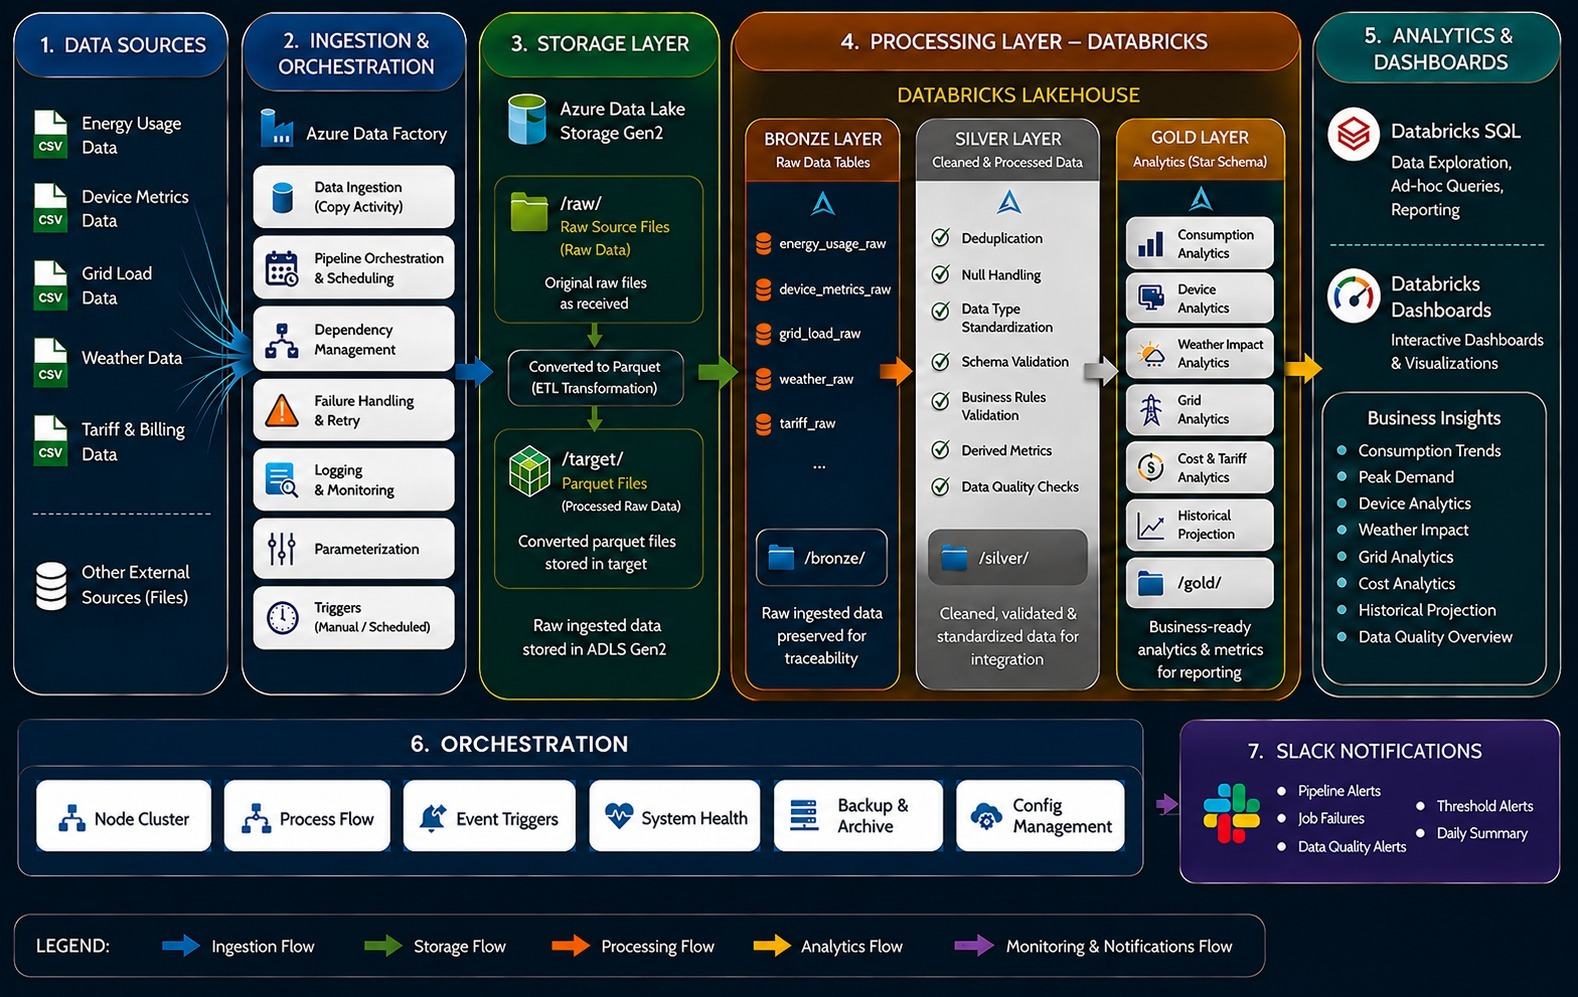 1. DATA SOURCES
Energy Usage
Data
CSV
Device Metrics
Data
CSV
Grid Load
Data
CSV
Weather Data
CSV
Tariff & Billing
Data
CSV
Other External
Sources (Files)
2. INGESTION &
ORCHESTRATION
Azure Data Factory
Data Ingestion
(Copy Activity)
Pipeline Orchestration
& Scheduling
Dependency
Management
Failure Handling
& Retry
Logging
& Monitoring
Parameterization
Triggers
(Manual / Scheduled)
3. STORAGE LAYER
Azure Data Lake
Storage Gen2
/raw/
Raw Source Files
(Raw Data)
Original raw files
as received
Converted to Parquet
(ETL Transformation)
/target/
Parquet Files
(Processed Raw Data)
Converted parquet files
stored in target
Raw ingested data
stored in ADLS Gen2
4. PROCESSING LAYER – DATABRICKS
DATABRICKS LAKEHOUSE
BRONZE LAYER
Raw Data Tables
energy_usage_raw
device_metrics_raw
grid_load_raw
weather_raw
tariff_raw
...
/bronze/
Raw ingested data
preserved for
traceability
SILVER LAYER
Cleaned & Processed Data
Deduplication
Null Handling
Data Type
Standardization
Schema Validation
Business Rules
Validation
Derived Metrics
Data Quality Checks
/silver/
Cleaned, validated &
standardized data for
integration
GOLD LAYER
Analytics (Star Schema)
Consumption
Analytics
Device
Analytics
Weather Impact
Analytics
Grid
Analytics
$
Cost & Tariff
Analytics
Historical
Projection
/gold/
Business-ready
analytics & metrics
for reporting
5. ANALYTICS &
DASHBOARDS
Databricks SQL
Data Exploration,
Ad-hoc Queries,
Reporting
Databricks
Dashboards
Interactive Dashboards
& Visualizations
Business Insights
Consumption Trends
Peak Demand
Device Analytics
Weather Impact
Grid Analytics
Cost Analytics
Historical Projection
Data Quality Overview
6. ORCHESTRATION
Node Cluster
Process Flow
Event Triggers
System Health
Backup &
Archive
Config
Management
7. SLACK NOTIFICATIONS
Pipeline Alerts
Job Failures
Data Quality Alerts
Threshold Alerts
Daily Summary
LEGEND:
Ingestion Flow
Storage Flow
Processing Flow
Analytics Flow
Monitoring & Notifications Flow